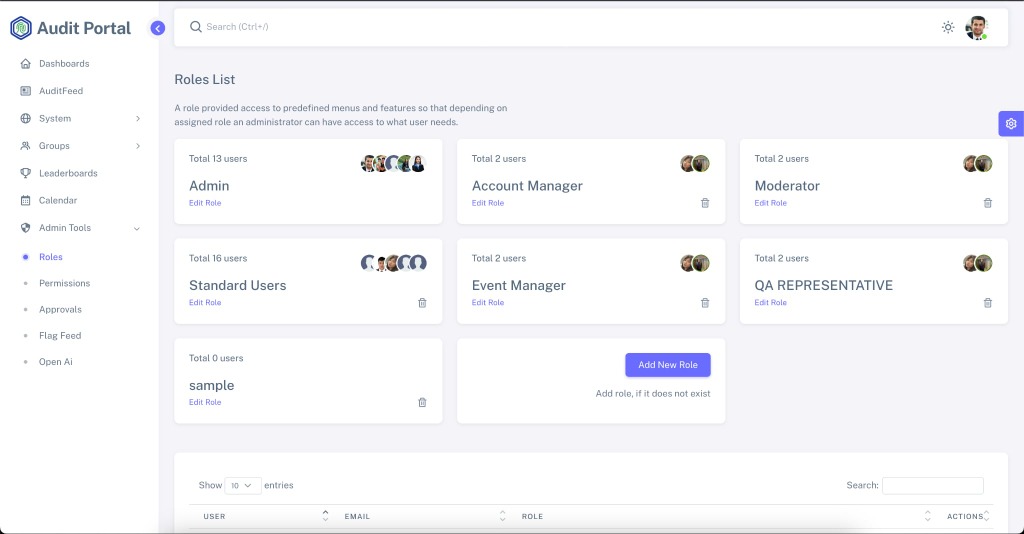 Audit Portal
Search (Ctrl+/)
Dashboards
AuditFeed
System
Groups
Leaderboards
Calendar
Admin Tools
Roles
Permissions
Approvals
Flag Feed
Open Ai
Roles List
A role provided access to predefined menus and features so that depending on
assigned role an administrator can have access to what user needs.
Total 13 users
Admin
Edit Role
Total 2 users
Account Manager
Edit Role
Total 2 users
Moderator
Edit Role
Total 16 users
Standard Users
Edit Role
Total 2 users
Event Manager
Edit Role
Total 2 users
QA REPRESENTATIVE
Edit Role
Total 0 users
sample
Edit Role
Add New Role
Add role, if it does not exist
Show 10 entries
Search:
USER EMAIL ROLE ACTIONS